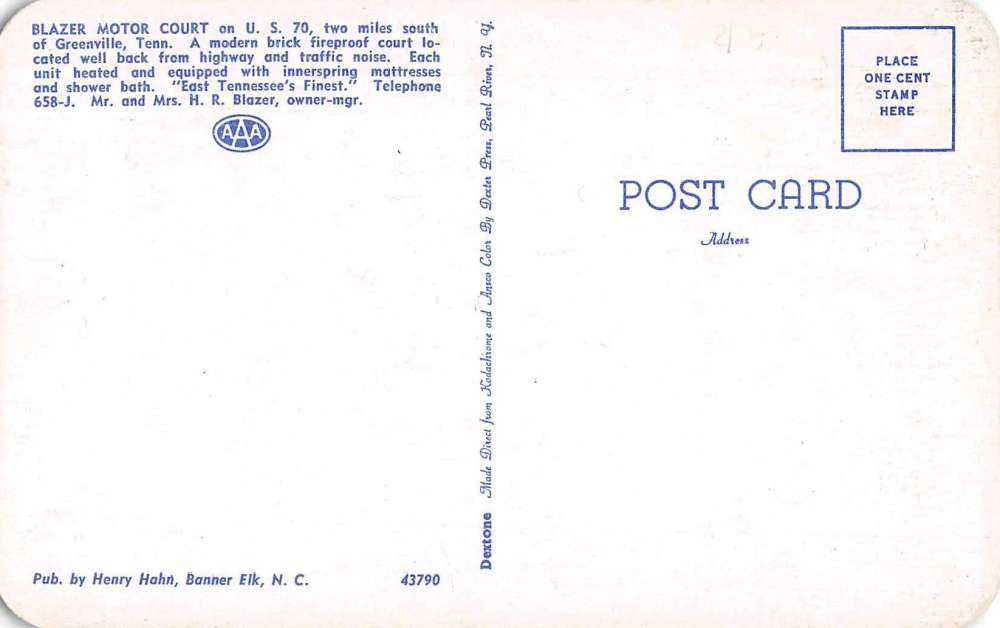 BLAZER MOTOR COURT on U. S. 70, two miles south
of Greenville, Tenn. A modern brick fireproof court lo-
cated well back from highway and traffic noise. Each
unit heated and equipped with innerspring mattresses
and shower bath. "East Tennessee's Finest." Telephone
658-J. Mr. and Mrs. H. R. Blazer, owner-mgr.
AAA
Pub. by Henry Hahn, Banner Elk, N. C. 43790
Dextone Made Direct from Kodachrome and Ansco Color By Dexter Press, Pearl River, N. Y.
PLACE
ONE CENT
STAMP
HERE
POST CARD
Address